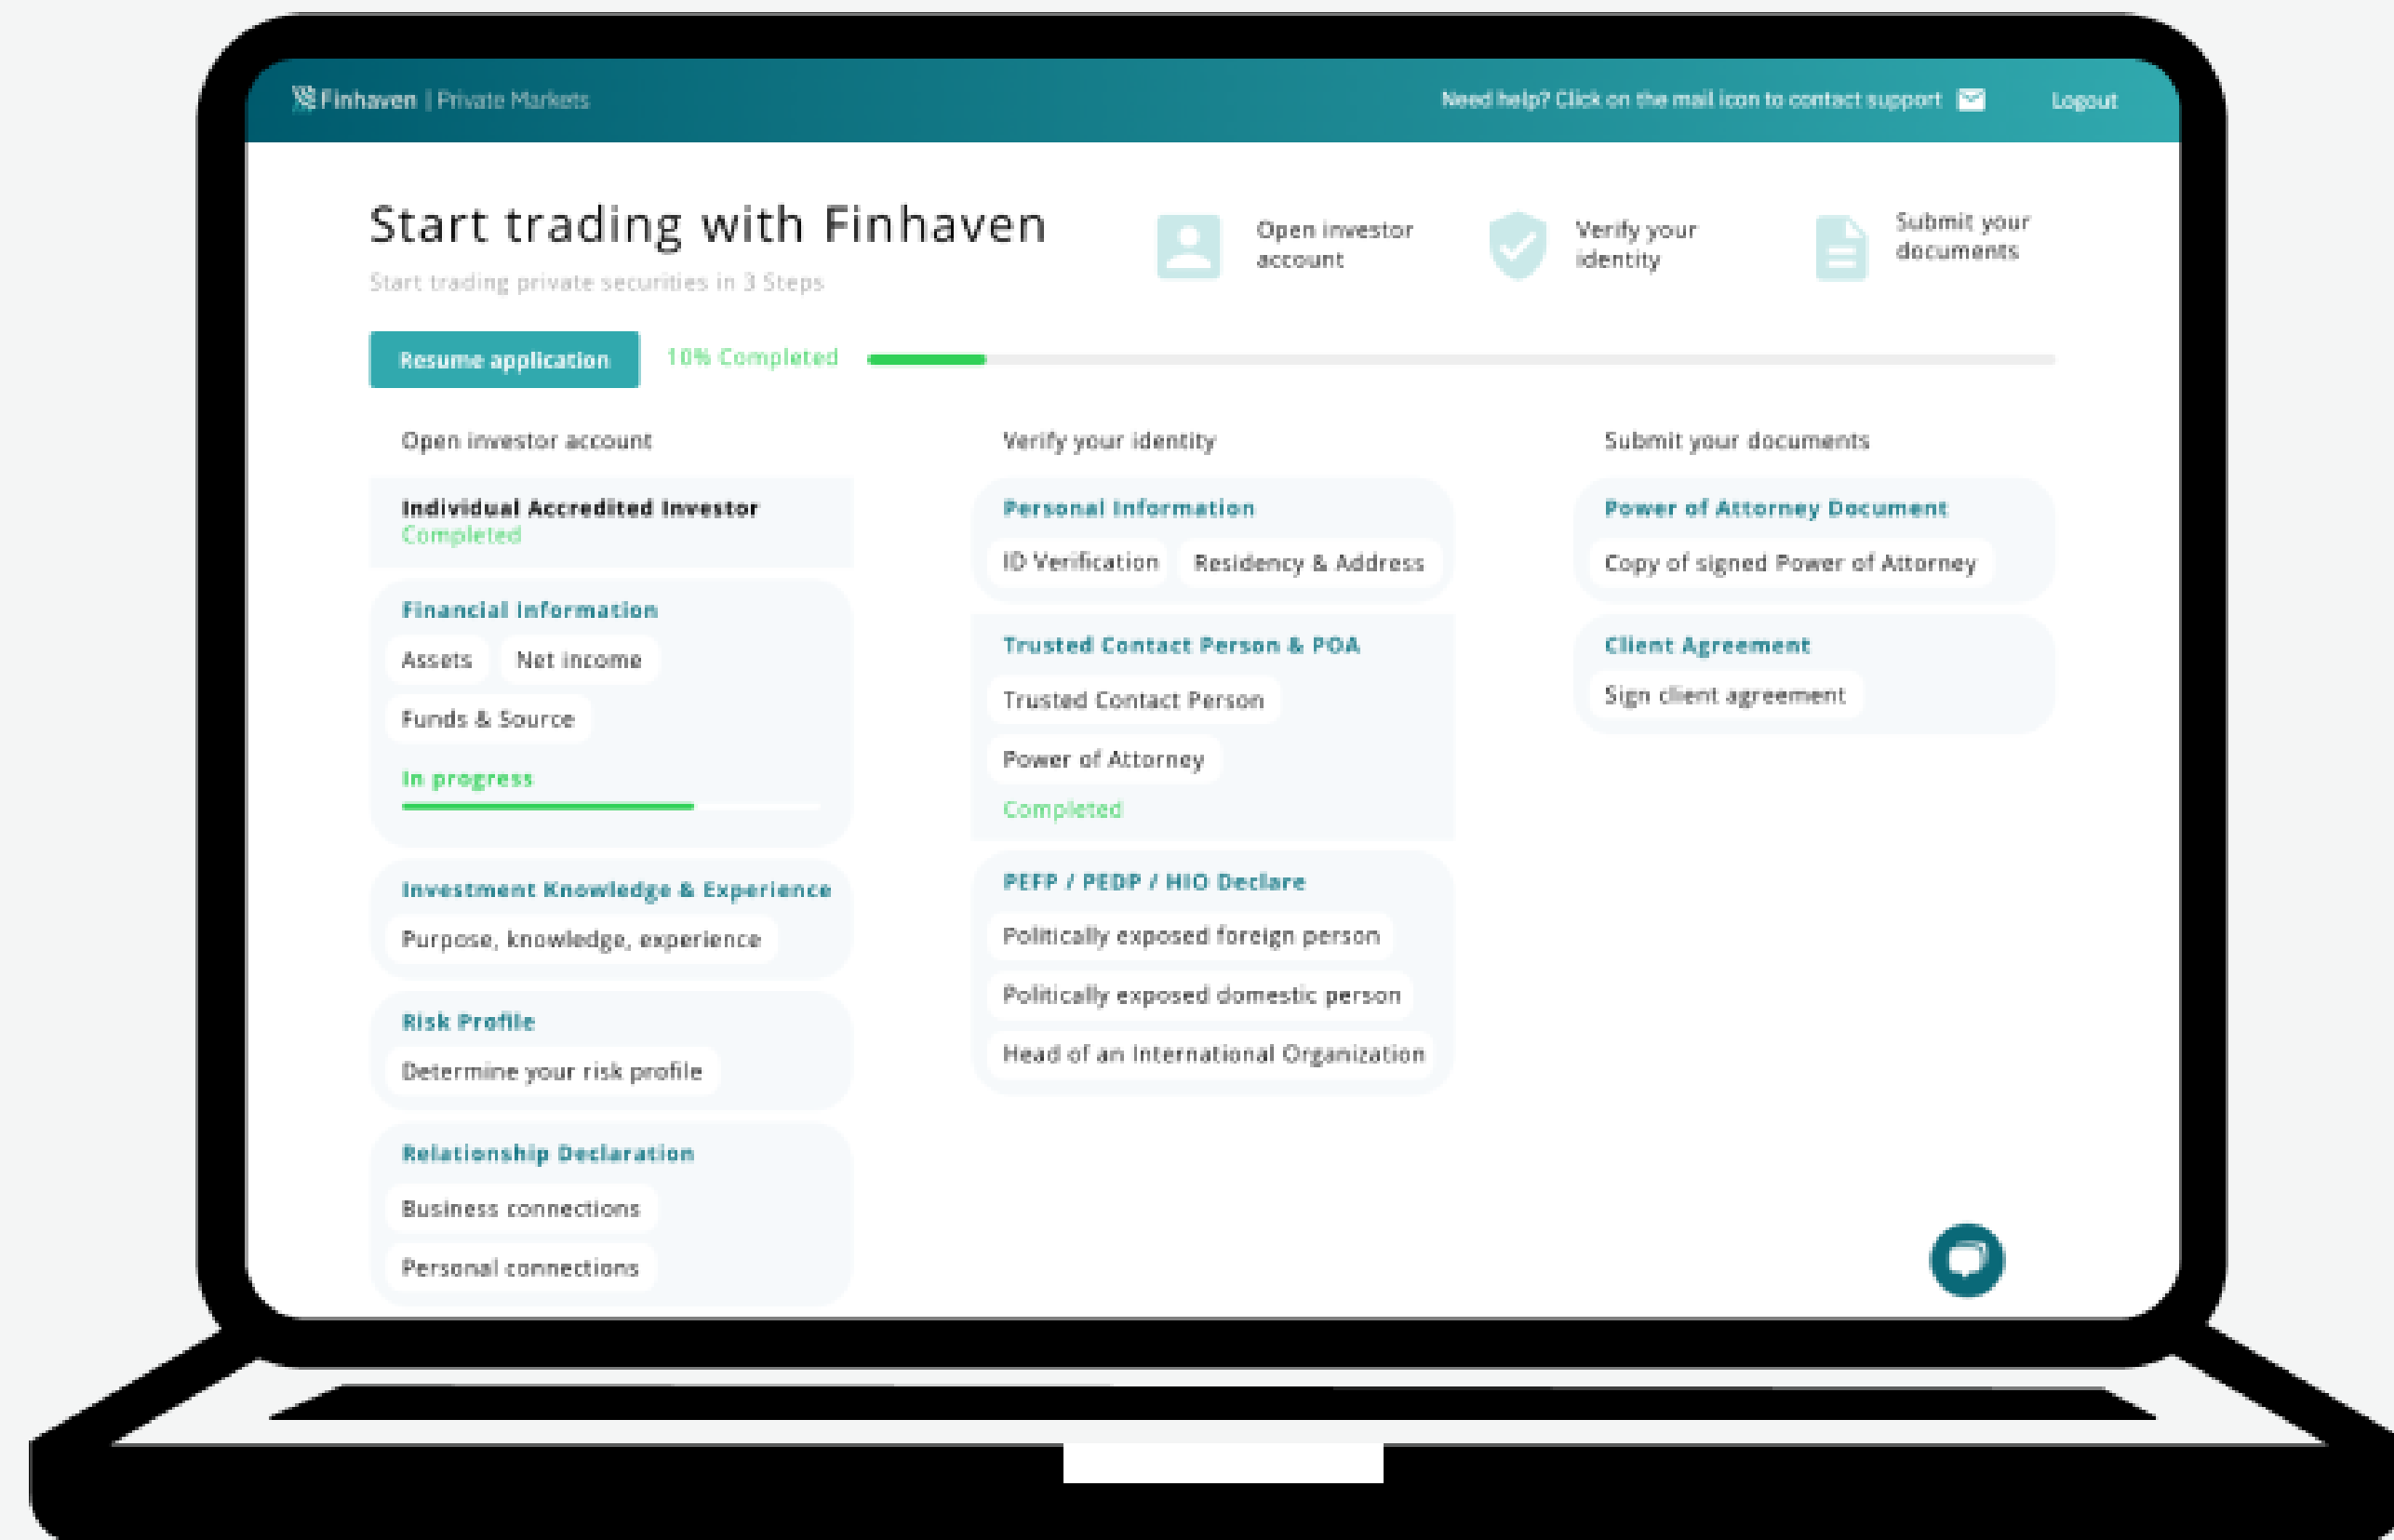 Finhaven | Private Markets
Need help? Click on the mail icon to contact support
Logout
Start trading with Finhaven
Start trading private securities in 3 Steps
Open investor
account
Verify your
identity
Submit your
documents
Resume application
10% Completed
Open investor account
Individual Accredited Investor
Completed
Financial Information
Assets
Net income
Funds & Source
In progress
Investment Knowledge & Experience
Purpose, knowledge, experience
Risk Profile
Determine your risk profile
Relationship Declaration
Business connections
Personal connections
Verify your identity
Personal Information
ID Verification
Residency & Address
Trusted Contact Person & POA
Trusted Contact Person
Power of Attorney
Completed
PEFP / PEDP / HIO Declare
Politically exposed foreign person
Politically exposed domestic person
Head of an International Organization
Submit your documents
Power of Attorney Document
Copy of signed Power of Attorney
Client Agreement
Sign client agreement